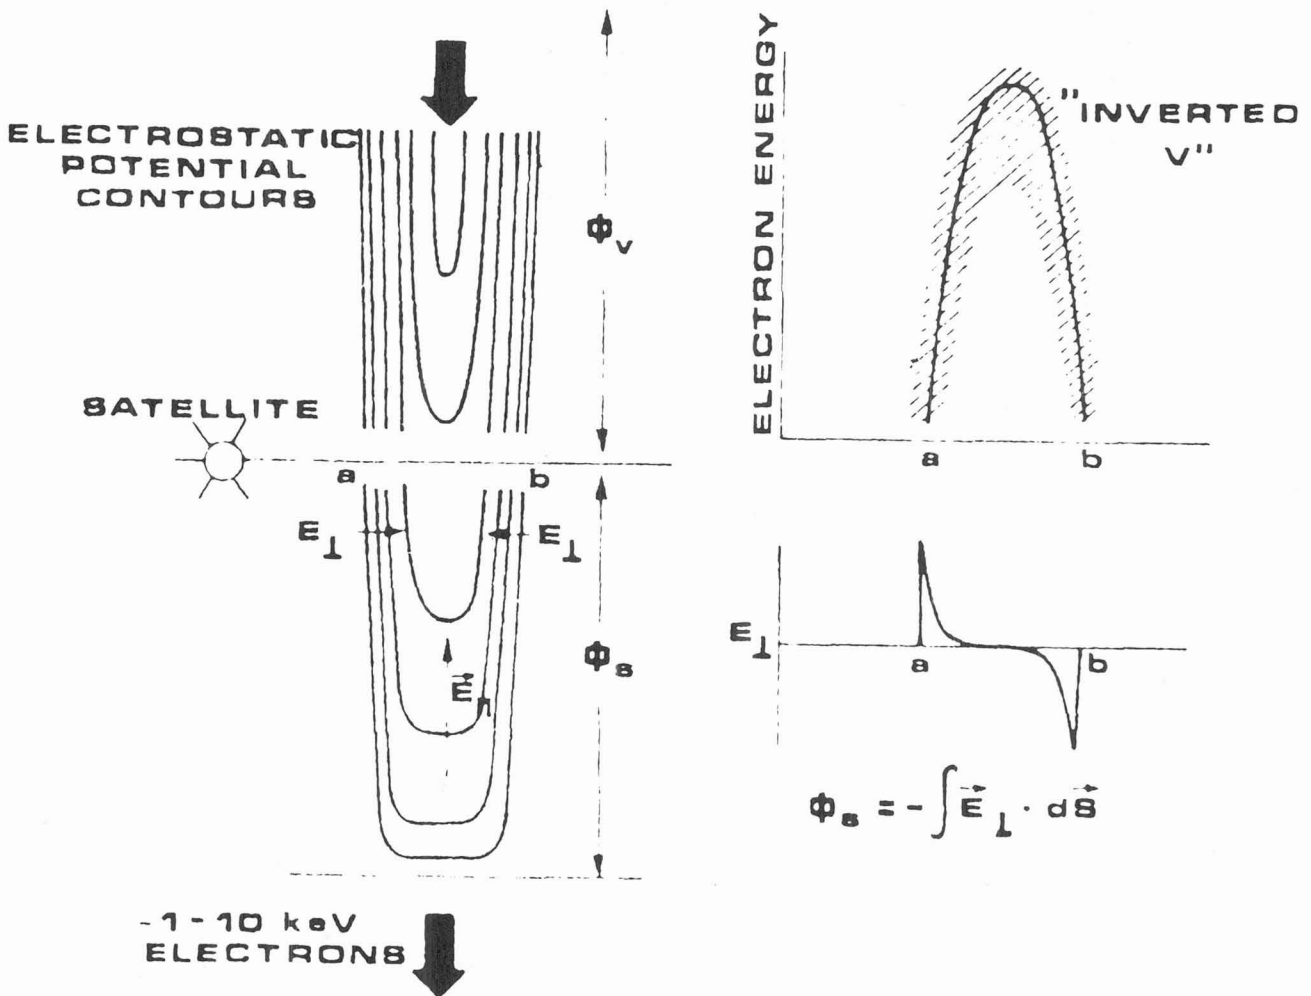 ELECTROSTATIC
POTENTIAL
CONTOURS
Φv
SATELLITE
a
b
E⊥
E⊥
E⃗η
Φs
-1-10 keV
ELECTRONS
ELECTRON ENERGY
"INVERTED
V"
a
b
E⊥
a
b
Φs = -∫E⃗⊥ · dS⃗